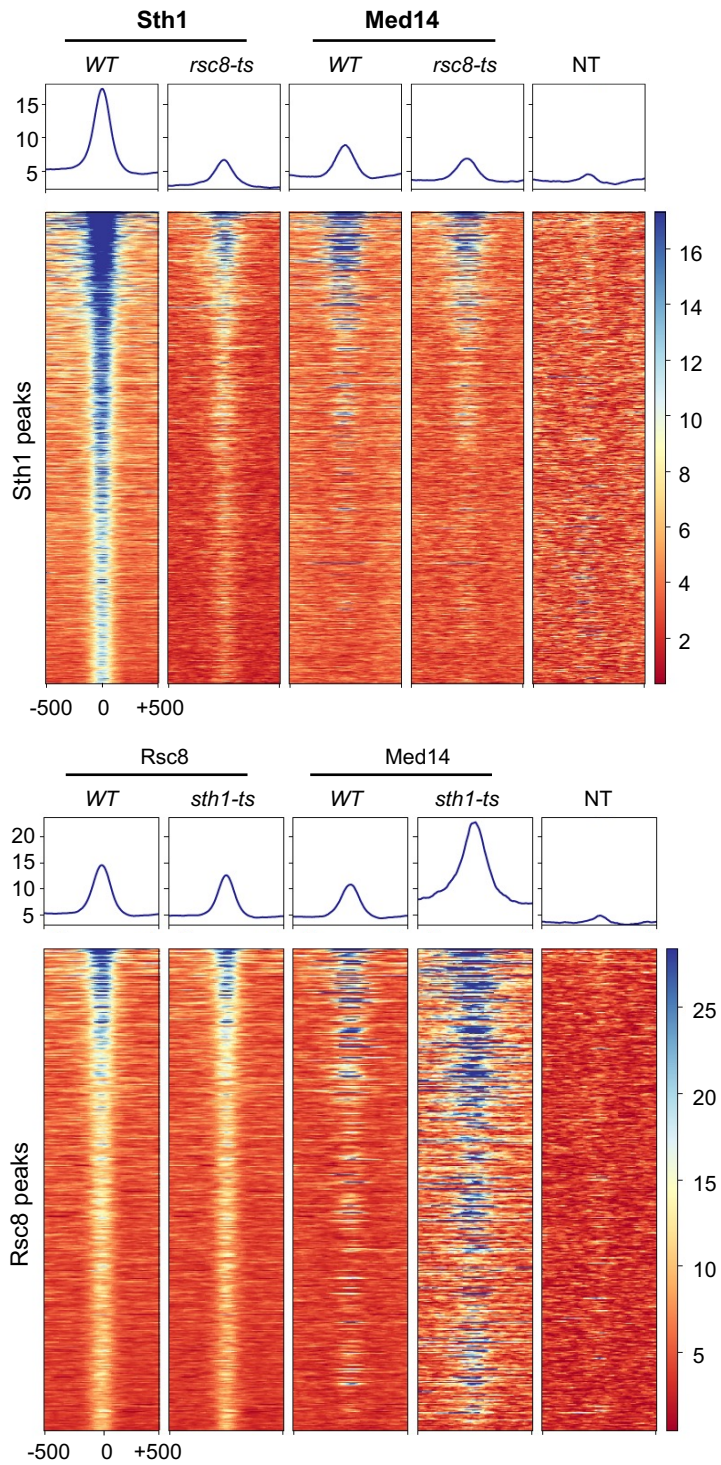 Sth1 Med14
WT rsc8-ts WT rsc8-ts NT
15
10
5
16
14
12
10
8
6
4
2
Sth1 peaks
-500 0 +500
Rsc8 Med14
WT sth1-ts WT sth1-ts NT
20
15
10
5
25
20
15
10
5
Rsc8 peaks
-500 0 +500